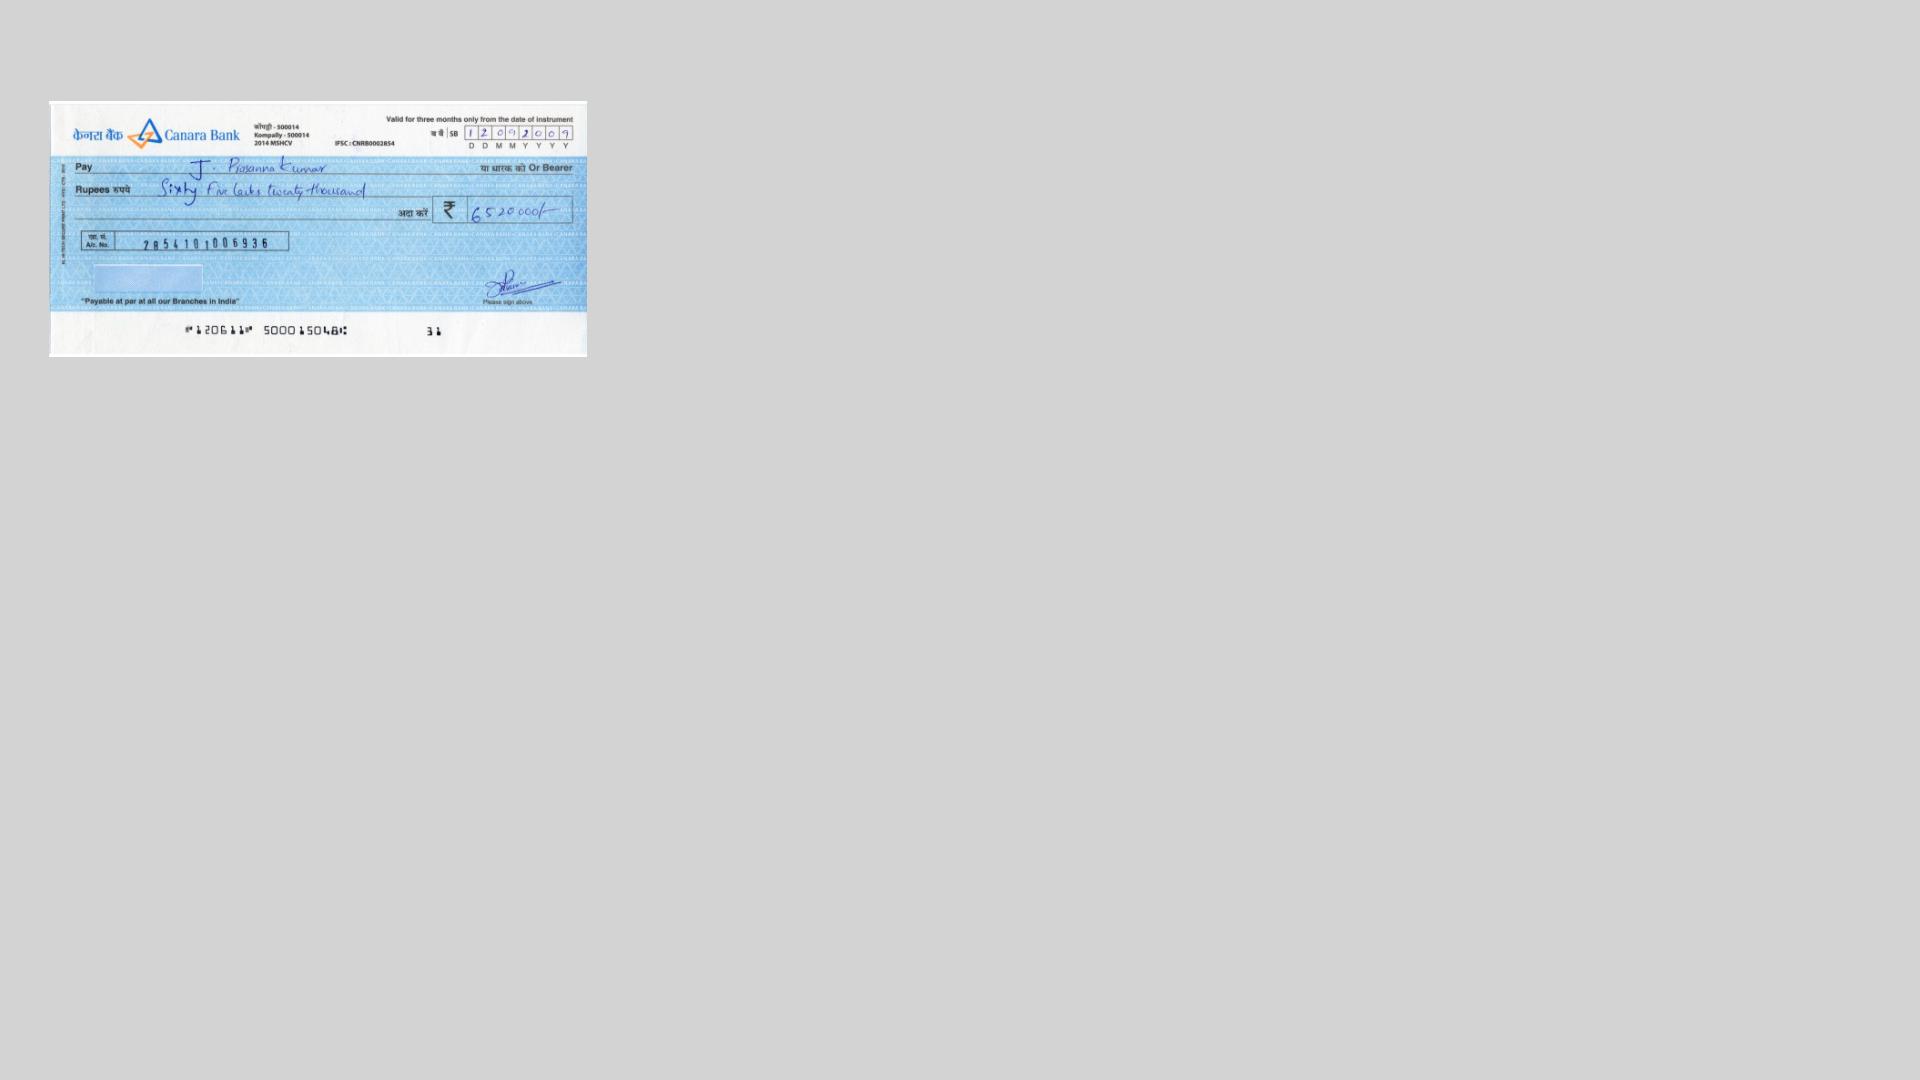 Valid for three months only from the date of instrument
केनरा बैंक Canara Bank
कोंपल्ली - 500014
Kompally - 500014
2014 MSHCV
IFSC : CNRB0002854
SB 1 2 0 9 2 0 0 9
D D M M Y Y Y Y
Pay J. Prasanna Kumar या धारक को Or Bearer
Rupees रुपये Sixty Five lacks twenty thousand
अदा करें ₹ 6520000/-
A/c. No. 2854101006936
"Payable at par at all our Branches in India"
Please sign above
⑈120611⑈ 500015048⑆ 31